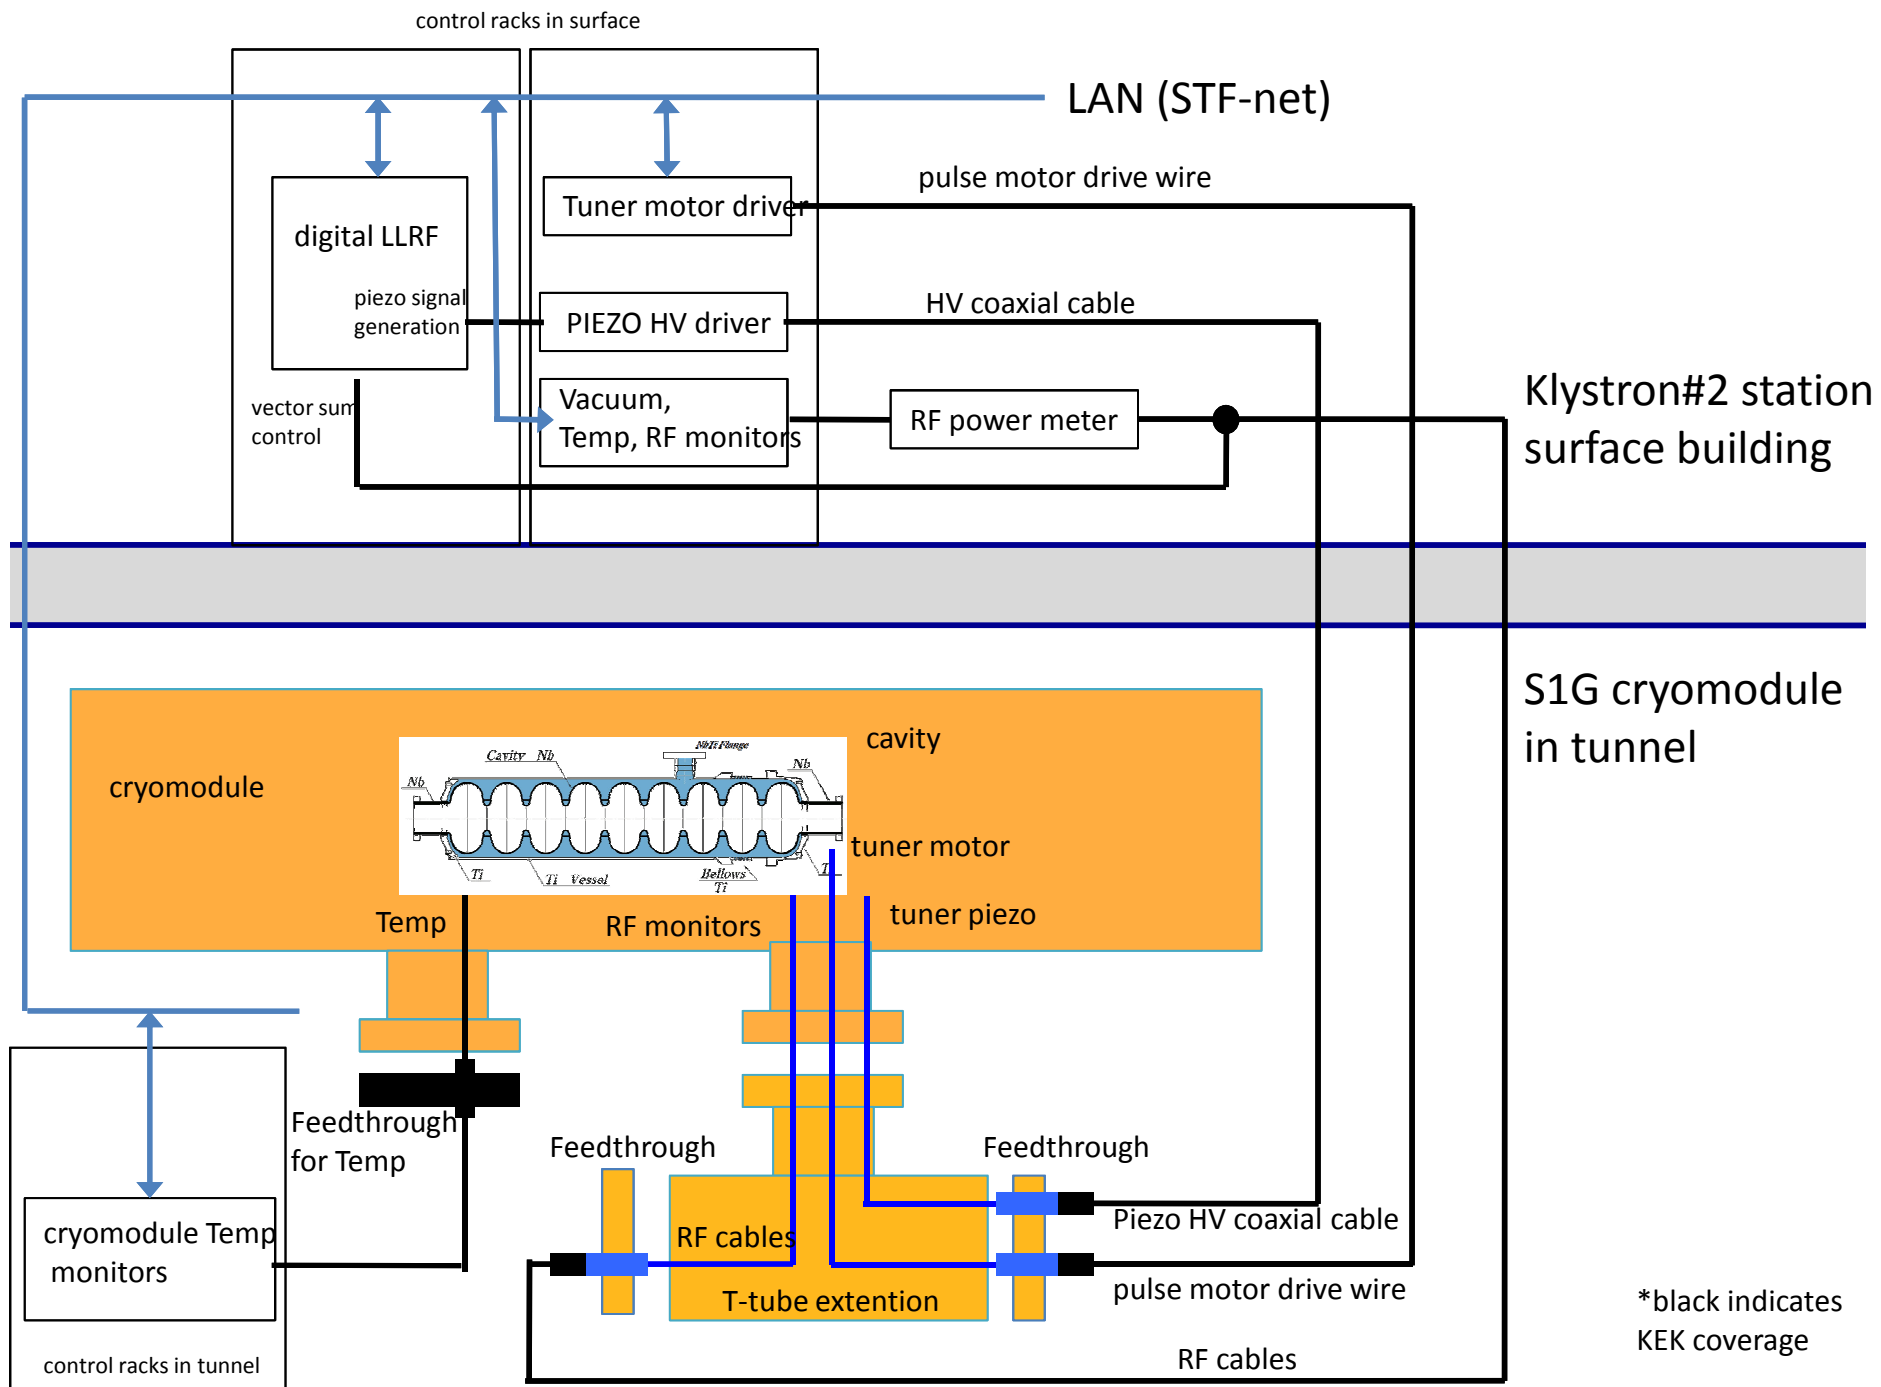 control racks in surface
LAN (STF-net)
pulse motor drive wire
Tuner motor driver
digital LLRF
piezo signal
generation
HV coaxial cable
PIEZO HV driver
Klystron#2 station
surface building
vector sum
control
Vacuum,
Temp, RF monitors
RF power meter
S1G cryomodule
in tunnel
cavity
cryomodule
NbTi Flange
Cavity Nb
Nb
Nb
Ti
Ti Vessel
Bellows
Ti
T
tuner motor
Temp
RF monitors
tuner piezo
Feedthrough
for Temp
Feedthrough
Feedthrough
cryomodule Temp
monitors
RF cables
Piezo HV coaxial cable
T-tube extention
pulse motor drive wire
*black indicates
KEK coverage
control racks in tunnel
RF cables